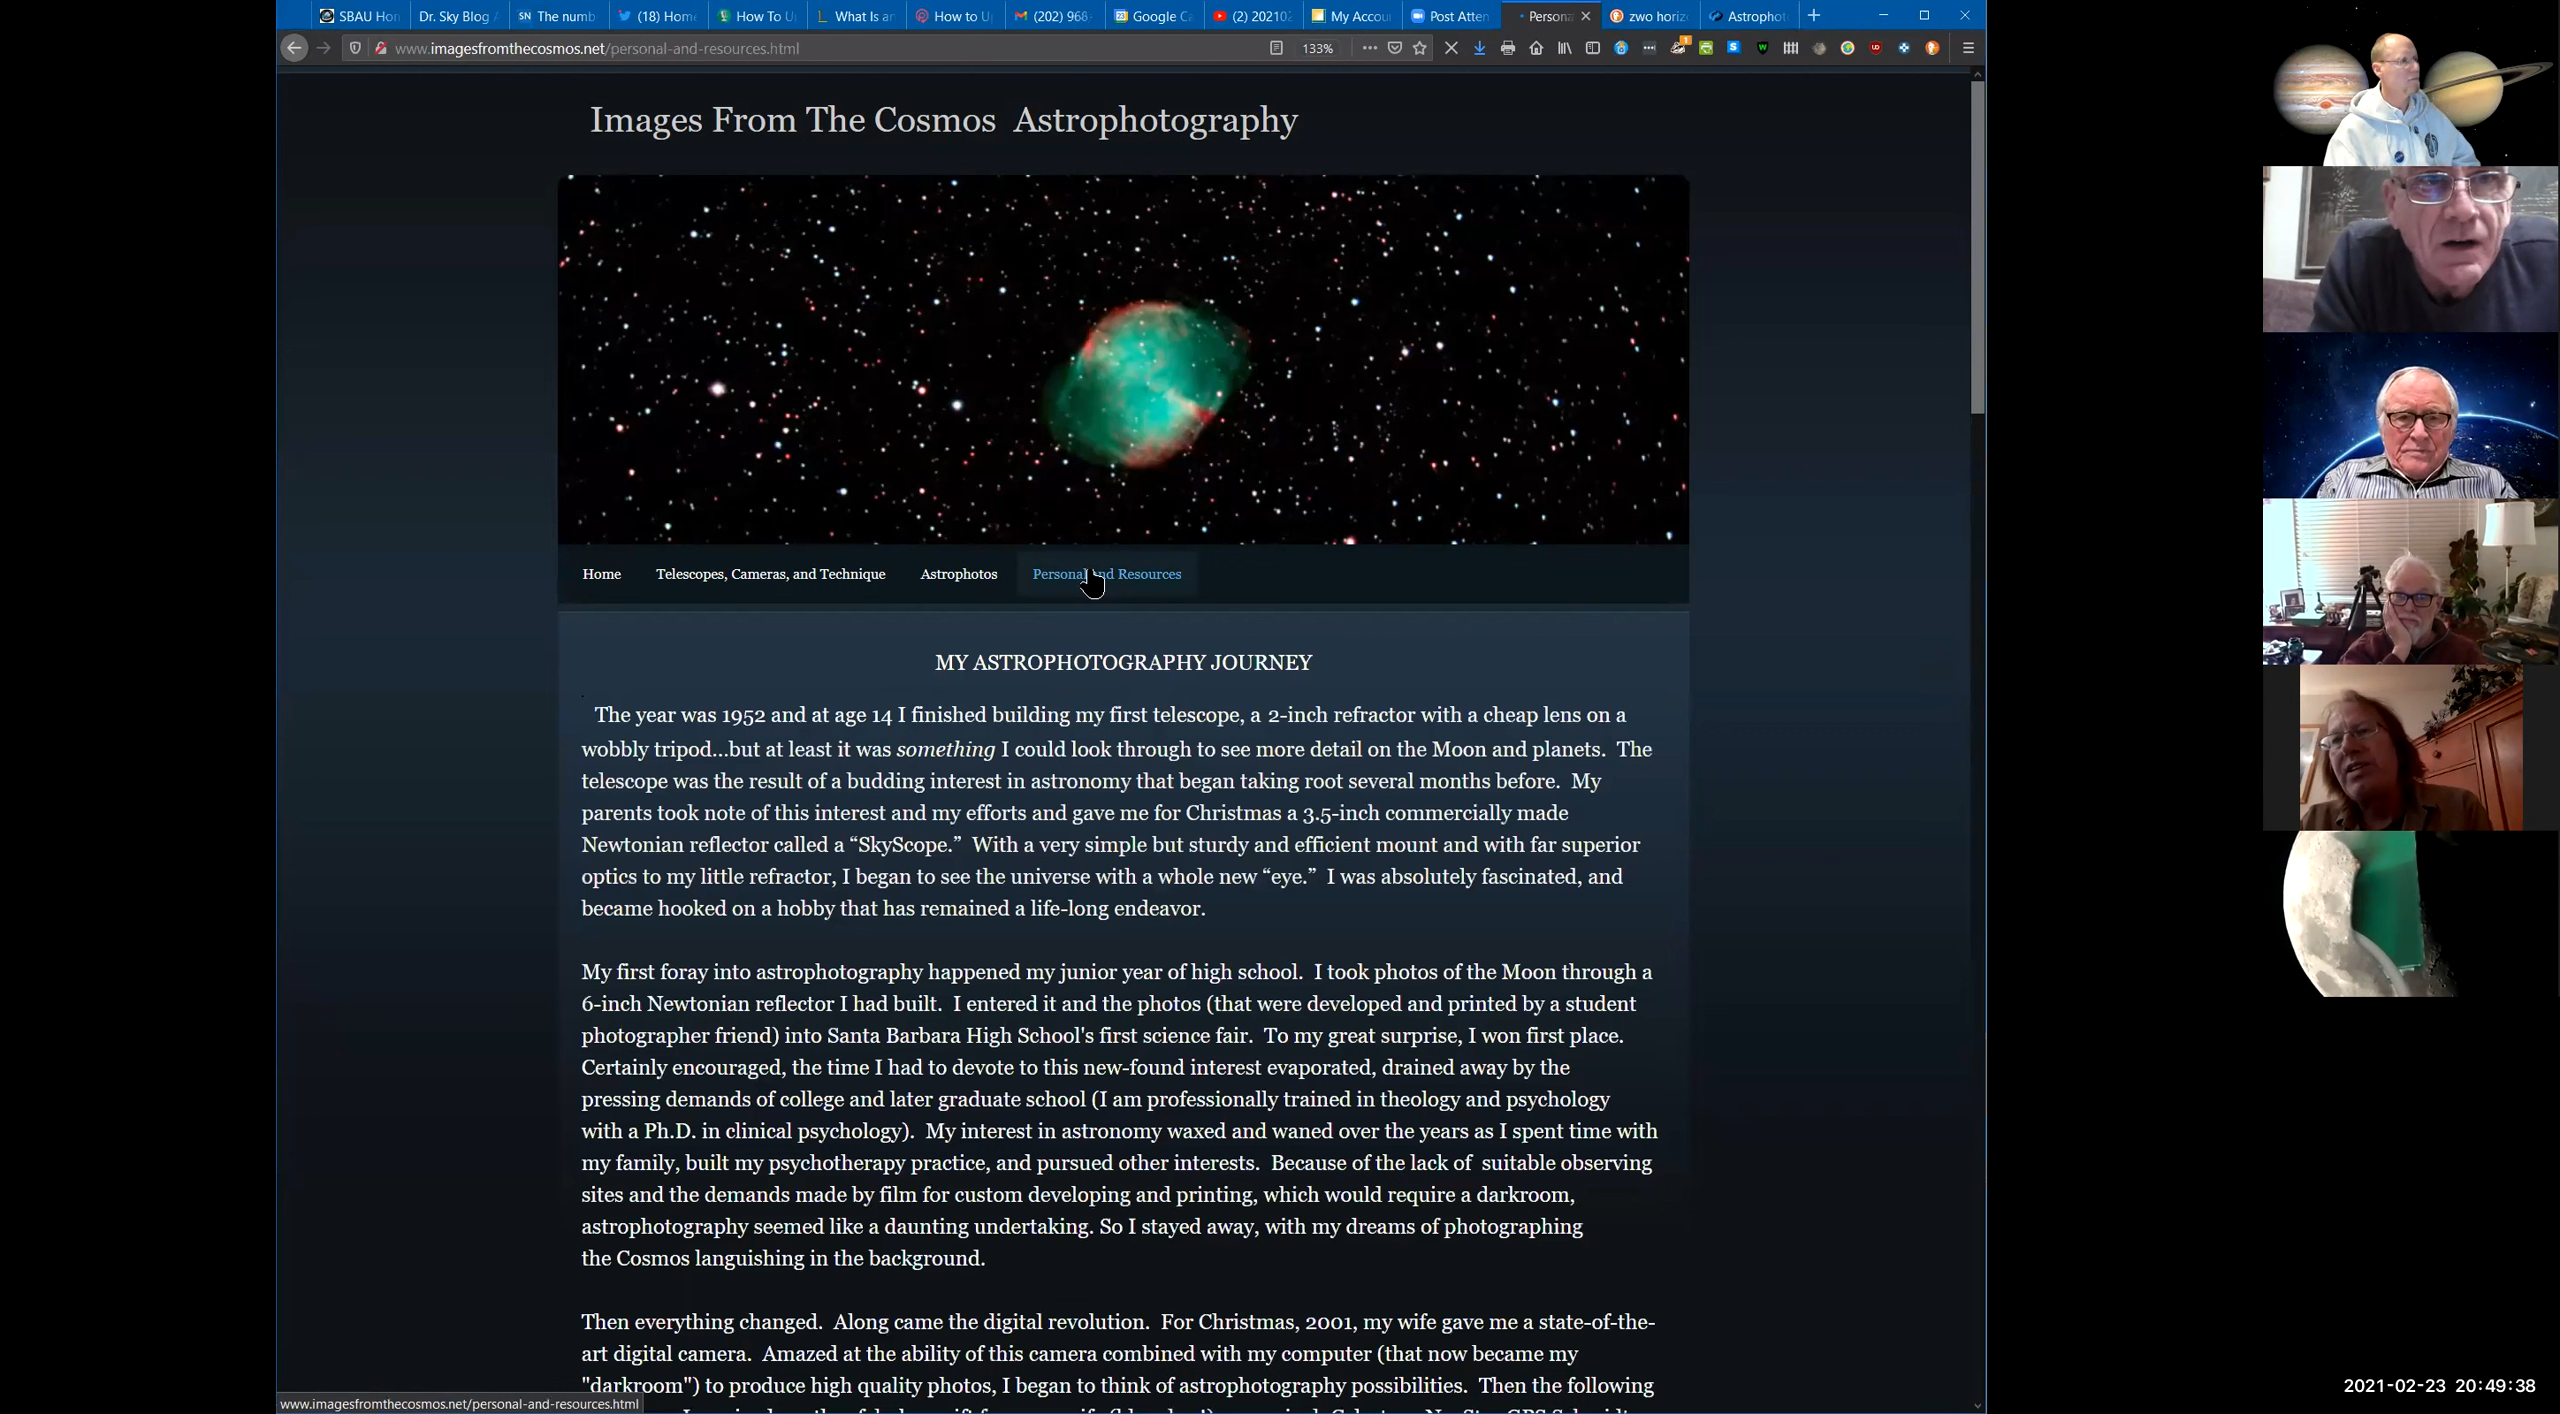 SBAU Hon
Dr. Sky Blog
SN The numb
(18) Home
How To U
What Is an
How to U
(202) 968-
Google Ca
(2) 202102
My Accou
Post Atten
Persona
zwo horizo
Astrophot
www.imagesfromthecosmos.net/personal-and-resources.html
133%
Images From The Cosmos  Astrophotography
Home
Telescopes, Cameras, and Technique
Astrophotos
Personal and Resources
MY ASTROPHOTOGRAPHY JOURNEY
The year was 1952 and at age 14 I finished building my first telescope, a 2-inch refractor with a cheap lens on a
wobbly tripod...but at least it was something I could look through to see more detail on the Moon and planets.  The
telescope was the result of a budding interest in astronomy that began taking root several months before.  My
parents took note of this interest and my efforts and gave me for Christmas a 3.5-inch commercially made
Newtonian reflector called a “SkyScope.”  With a very simple but sturdy and efficient mount and with far superior
optics to my little refractor, I began to see the universe with a whole new “eye.”  I was absolutely fascinated, and
became hooked on a hobby that has remained a life-long endeavor.
My first foray into astrophotography happened my junior year of high school.  I took photos of the Moon through a
6-inch Newtonian reflector I had built.  I entered it and the photos (that were developed and printed by a student
photographer friend) into Santa Barbara High School's first science fair.  To my great surprise, I won first place.
Certainly encouraged, the time I had to devote to this new-found interest evaporated, drained away by the
pressing demands of college and later graduate school (I am professionally trained in theology and psychology
with a Ph.D. in clinical psychology).  My interest in astronomy waxed and waned over the years as I spent time with
my family, built my psychotherapy practice, and pursued other interests.  Because of the lack of  suitable observing
sites and the demands made by film for custom developing and printing, which would require a darkroom,
astrophotography seemed like a daunting undertaking. So I stayed away, with my dreams of photographing
the Cosmos languishing in the background.
Then everything changed.  Along came the digital revolution.  For Christmas, 2001, my wife gave me a state-of-the-
art digital camera.  Amazed at the ability of this camera combined with my computer (that now became my
"darkroom") to produce high quality photos, I began to think of astrophotography possibilities.  Then the following
www.imagesfromthecosmos.net/personal-and-resources.html
2021-02-23 20:49:38